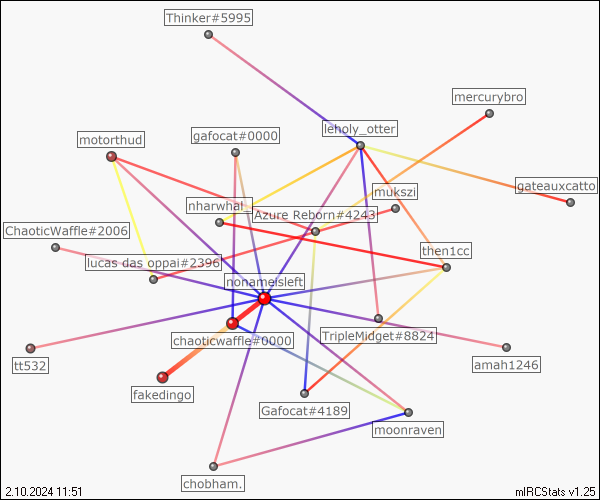 Thinker#5995
mercurybro
leholy_otter
gafocat#0000
motorthud
gateauxcatto
mukszi
nharwhal_
Azure Reborn#4243
ChaoticWaffle#2006
then1cc
lucas das oppai#2396
nonameisleft
TripleMidget#8824
chaoticwaffle#0000
tt532
amah1246
fakedingo
Gafocat#4189
moonraven
chobham.
2.10.2024 11:51
mIRCStats v1.25